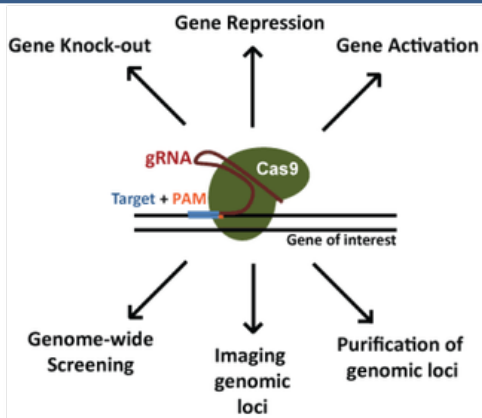 Gene Repression
Gene Knock-out
Gene Activation
gRNA
Cas9
Target + PAM
Gene of interest
Genome-wide
Screening
Imaging
genomic
loci
Purification of
genomic loci